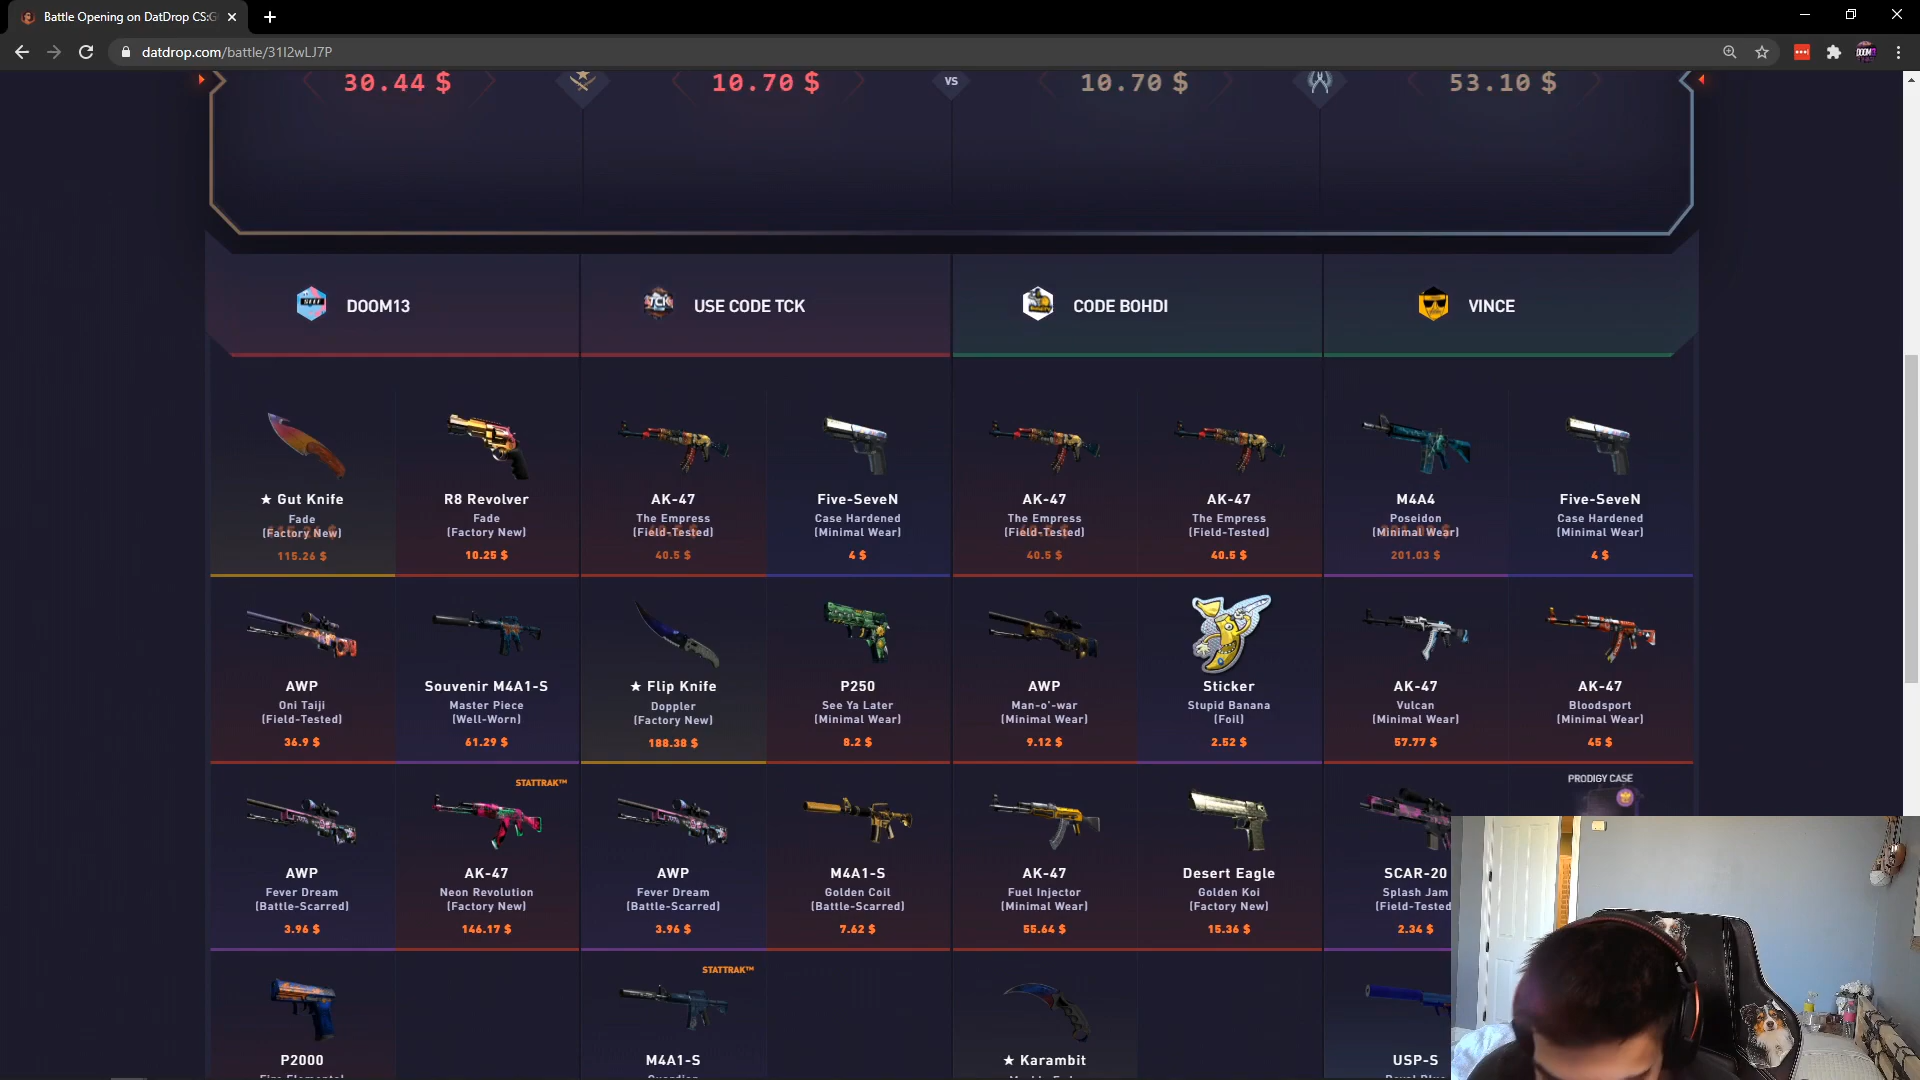 Battle Opening on DatDrop CS:G
datdrop.com/battle/31I2wLJ7P
30.44 $
10.70 $
VS
10.70 $
53.10 $
DOOM13
USE CODE TCK
CODE BOHDI
VINCE
★ Gut Knife
Fade
(Factory New)
115.26 $
R8 Revolver
Fade
(Factory New)
10.25 $
AK-47
The Empress
(Field-Tested)
40.5 $
Five-SeveN
Case Hardened
(Minimal Wear)
4 $
AK-47
The Empress
(Field-Tested)
40.5 $
AK-47
The Empress
(Field-Tested)
40.5 $
M4A4
Poseidon
(Minimal Wear)
201.03 $
Five-SeveN
Case Hardened
(Minimal Wear)
4 $
AWP
Oni Taiji
(Field-Tested)
36.9 $
Souvenir M4A1-S
Master Piece
(Well-Worn)
61.29 $
★ Flip Knife
Doppler
(Factory New)
188.38 $
P250
See Ya Later
(Minimal Wear)
8.2 $
AWP
Man-o'-war
(Minimal Wear)
9.12 $
Sticker
Stupid Banana
(Foil)
2.52 $
AK-47
Vulcan
(Minimal Wear)
57.77 $
AK-47
Bloodsport
(Minimal Wear)
45 $
AWP
Fever Dream
(Battle-Scarred)
3.96 $
STATTRAK™
AK-47
Neon Revolution
(Factory New)
146.17 $
AWP
Fever Dream
(Battle-Scarred)
3.96 $
M4A1-S
Golden Coil
(Battle-Scarred)
7.62 $
AK-47
Fuel Injector
(Minimal Wear)
55.64 $
Desert Eagle
Golden Koi
(Factory New)
15.36 $
SCAR-20
Splash Jam
(Field-Tested
2.34 $
PRODIGY CASE
P2000
STATTRAK™
M4A1-S
★ Karambit
USP-S